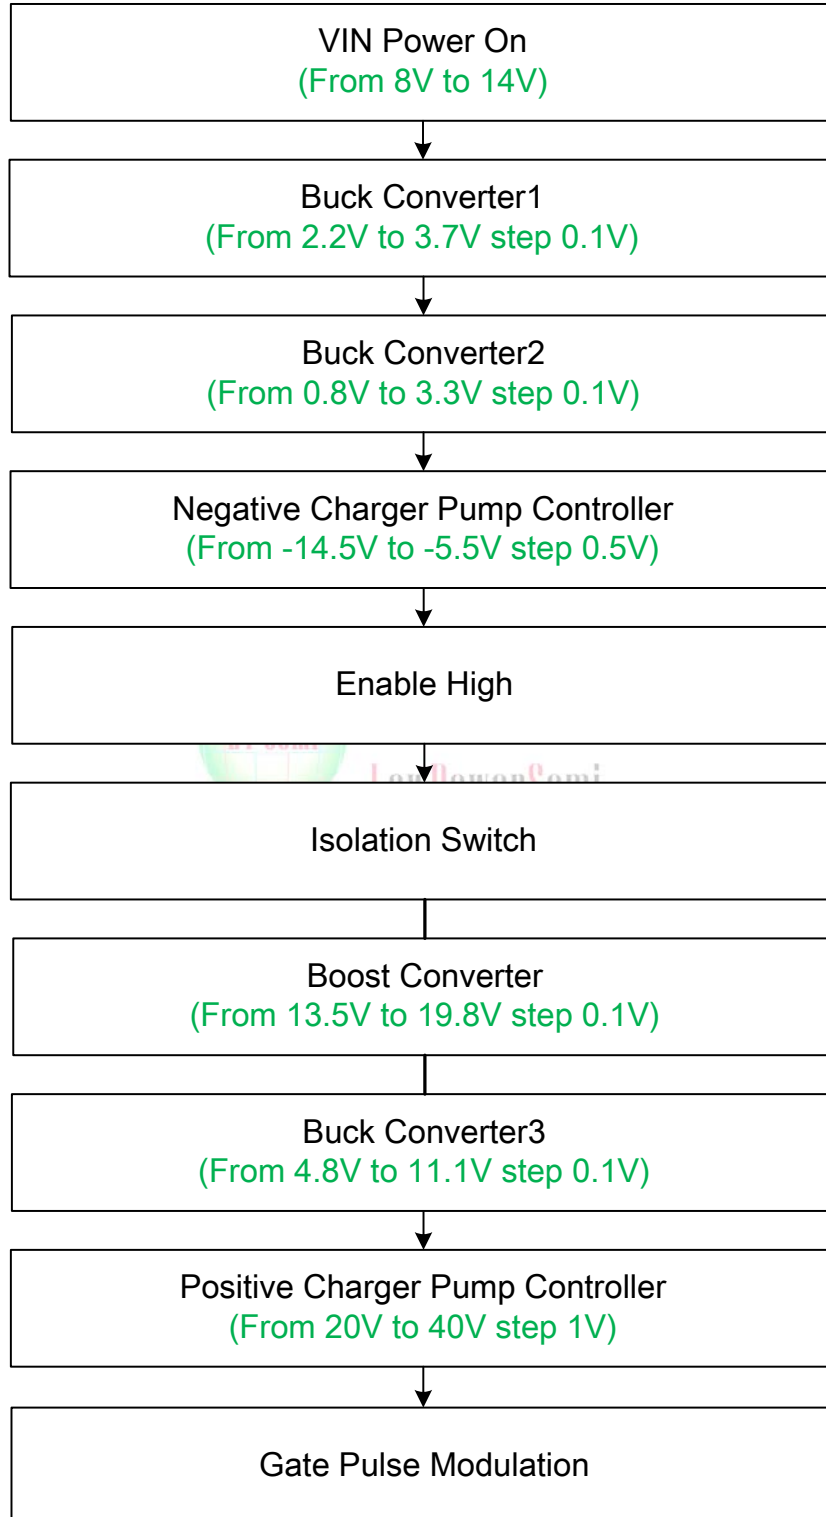 VIN Power On
(From 8V to 14V)
Buck Converter1
(From 2.2V to 3.7V step 0.1V)
Buck Converter2
(From 0.8V to 3.3V step 0.1V)
Negative Charger Pump Controller
(From -14.5V to -5.5V step 0.5V)
Enable High
Isolation Switch
Boost Converter
(From 13.5V to 19.8V step 0.1V)
Buck Converter3
(From 4.8V to 11.1V step 0.1V)
Positive Charger Pump Controller
(From 20V to 40V step 1V)
Gate Pulse Modulation